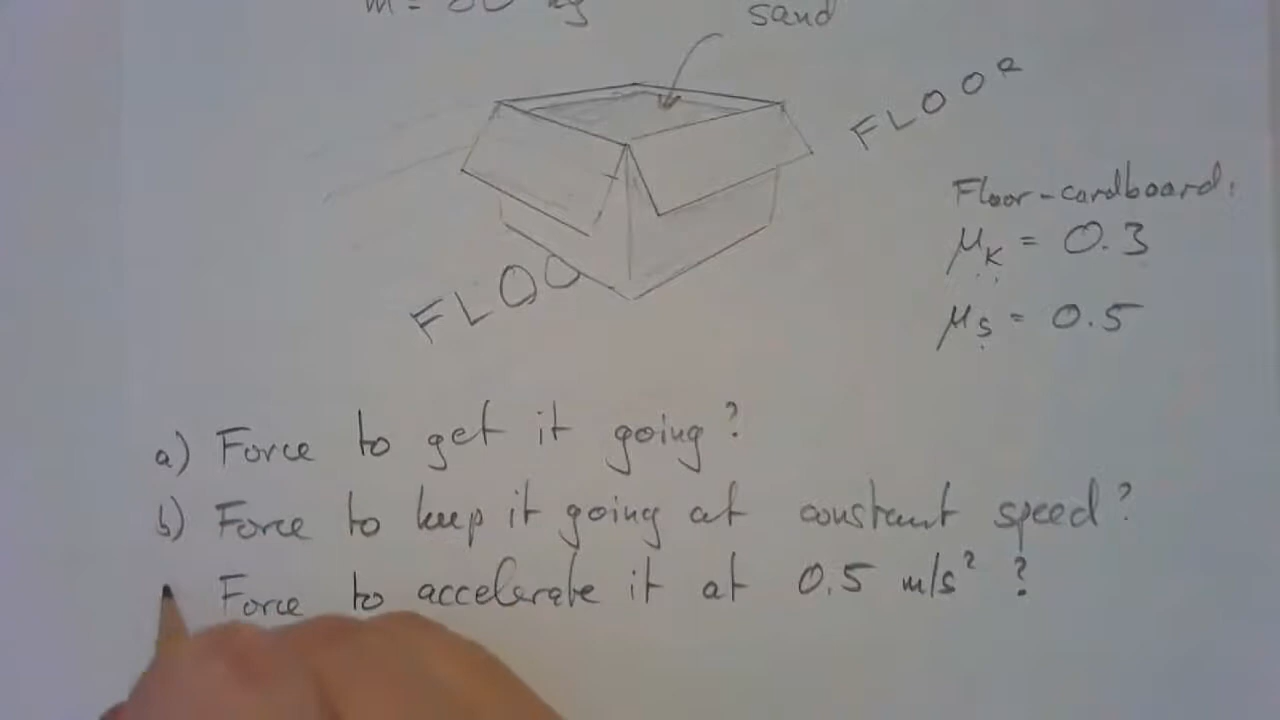 m = kg
sand
FLOOR
Floor-cardboard:
μk = 0.3
μs = 0.5
FLOO
a) Force to get it going?
b) Force to keep it going at constant speed?
Force to accelerate it at 0.5 m/s² ?